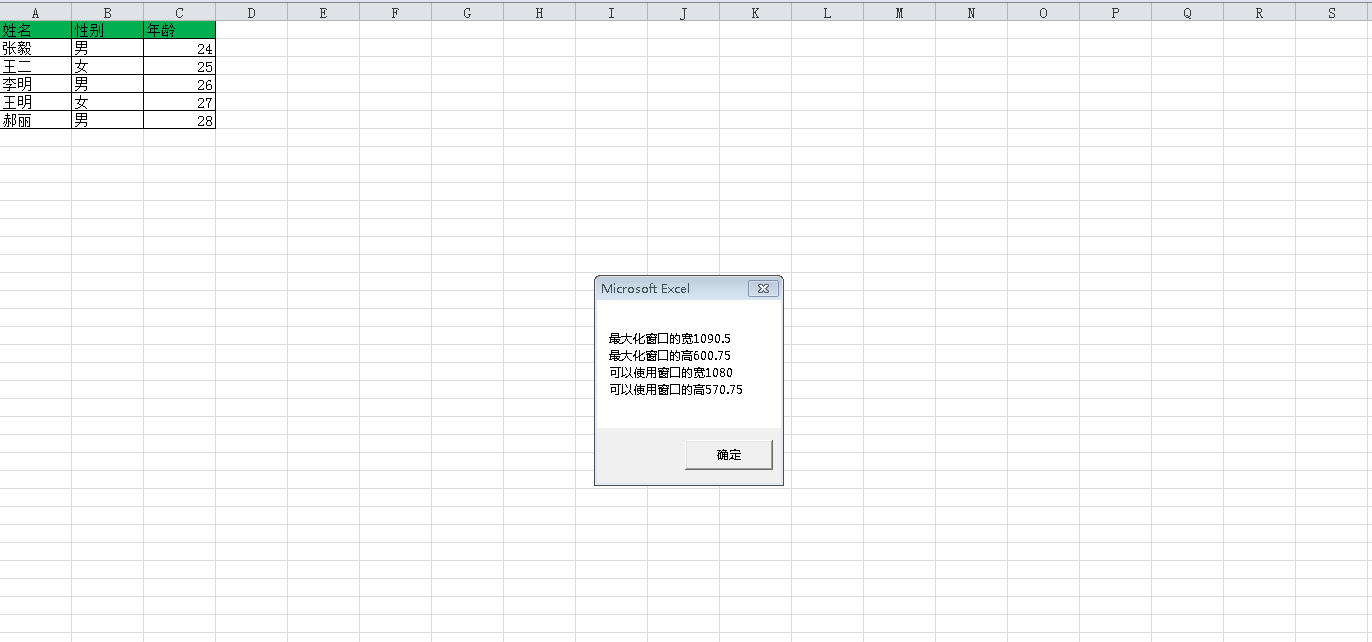 A B C D E F G H I J K L M N O P Q R S
姓名 性别 年龄
张毅 男 24
王二 女 25
李明 男 26
王明 女 27
郝丽 男 28
Microsoft Excel
最大化窗口的宽1090.5
最大化窗口的高600.75
可以使用窗口的宽1080
可以使用窗口的高570.75
确定